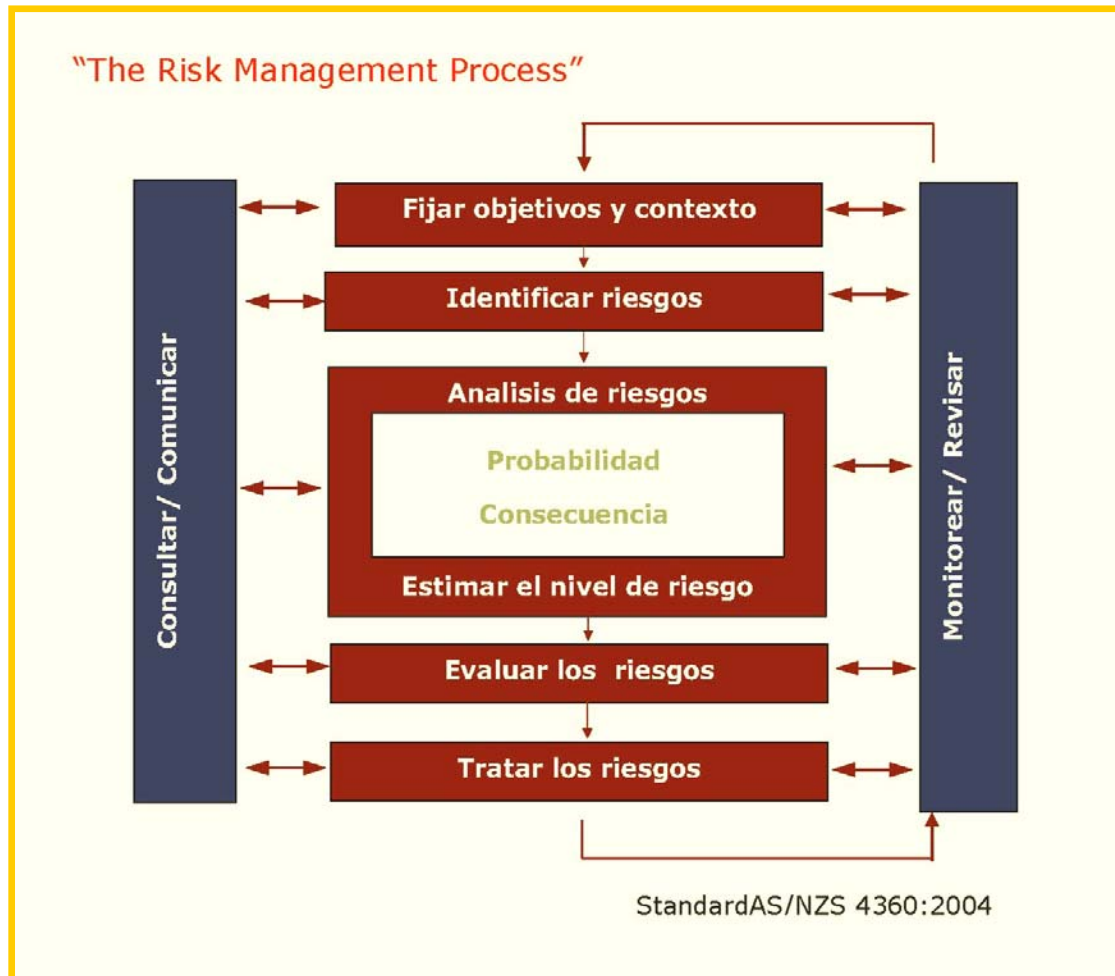 “The Risk Management Process”
Fijar objetivos y contexto
Identificar riesgos
Analisis de riesgos
Probabilidad
Consecuencia
Estimar el nivel de riesgo
Evaluar los  riesgos
Tratar los riesgos
Consultar/ Comunicar
Monitorear/ Revisar
StandardAS/NZS 4360:2004